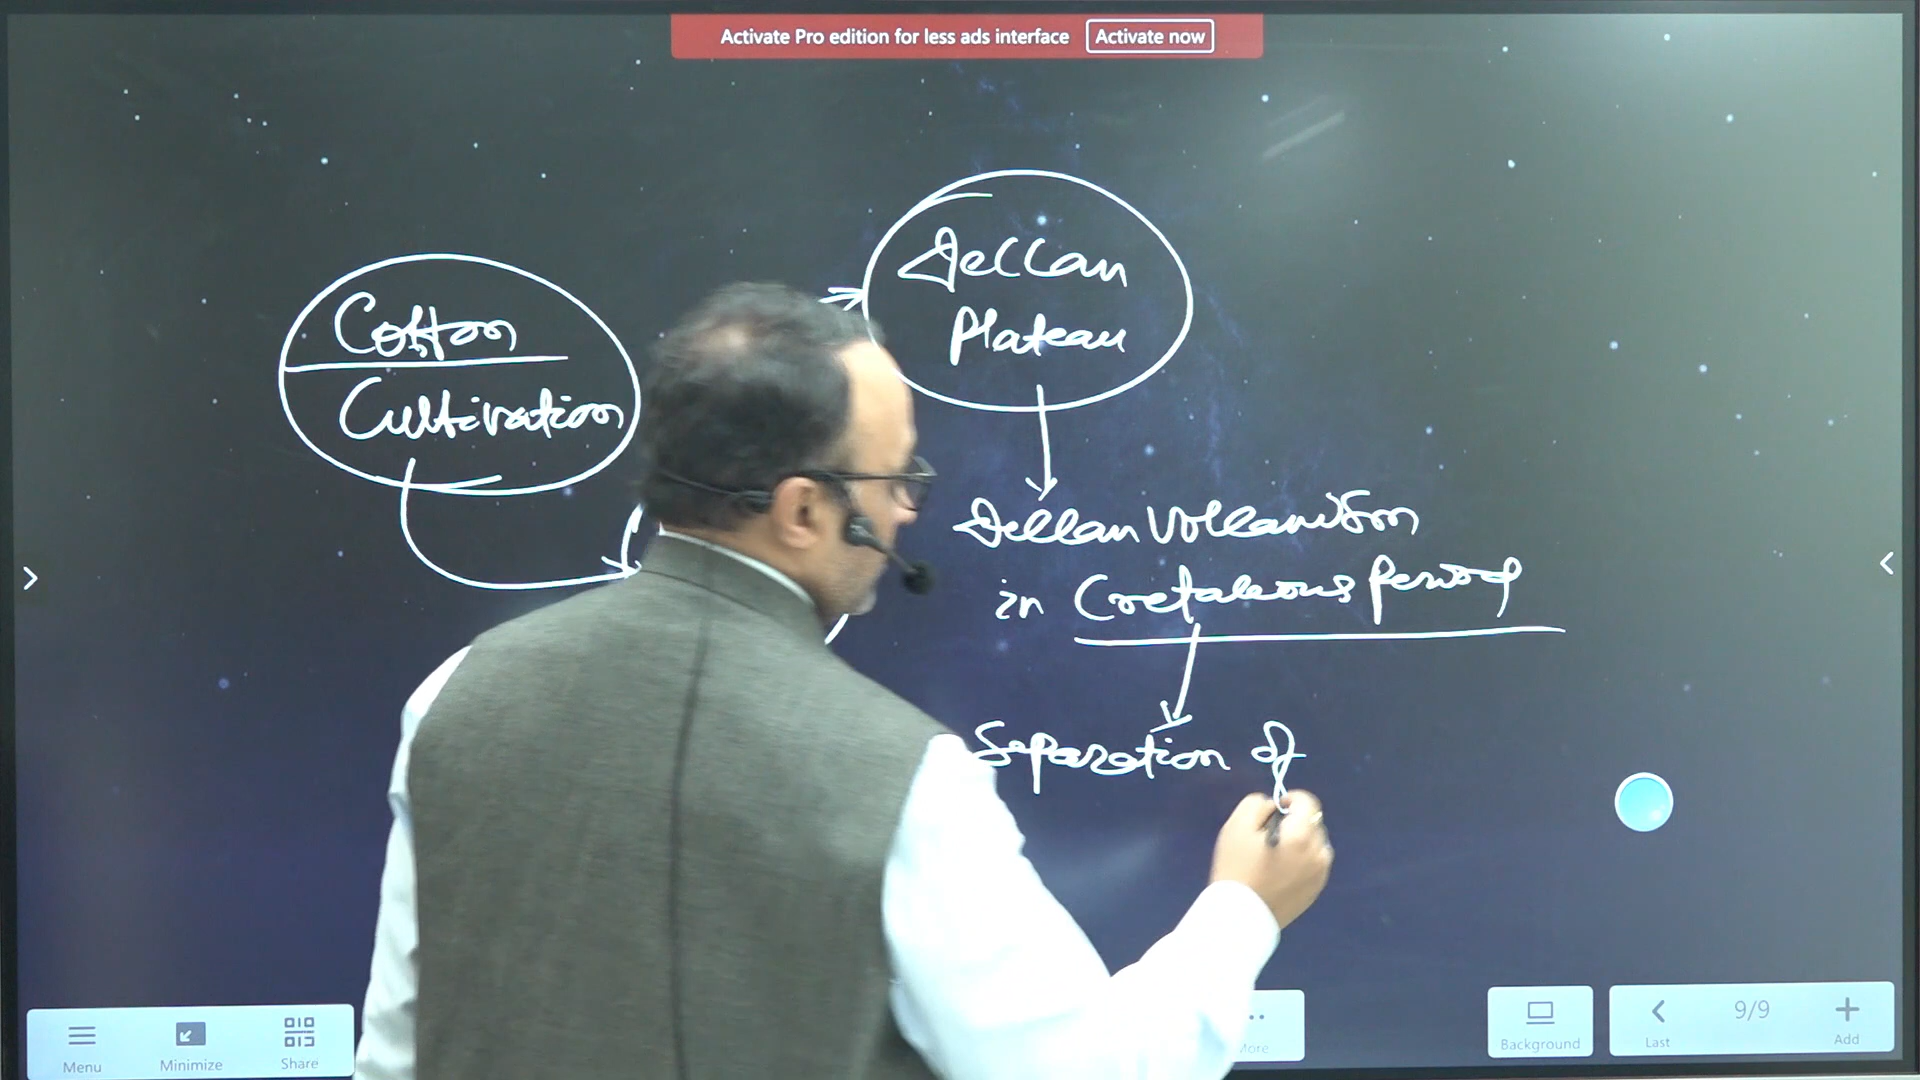 Activate Pro edition for less ads interface Activate now
Cotton
Cultivation
Deccan
Plateau
Deccan Volcanism
in Cretaceous Period
Separation of
Menu
Minimize
Share
More
Background
Last
9/9
Add